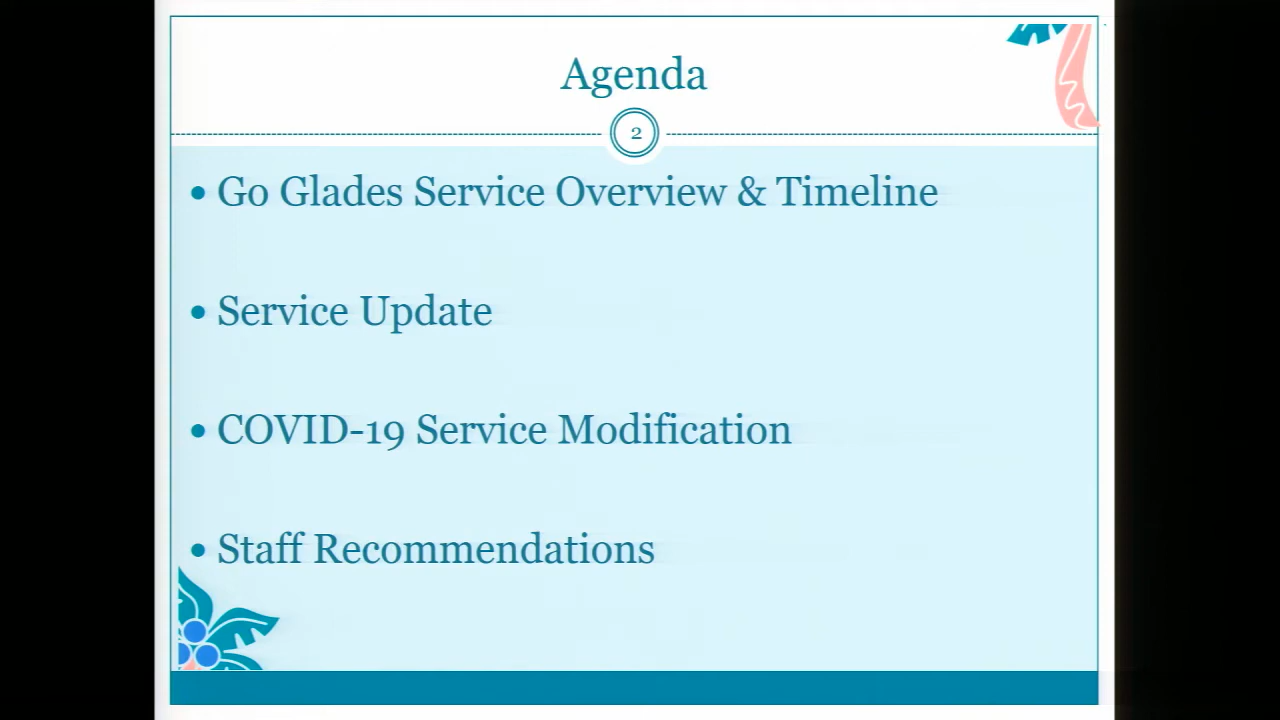 Agenda
2
• Go Glades Service Overview & Timeline
• Service Update
• COVID-19 Service Modification
• Staff Recommendations